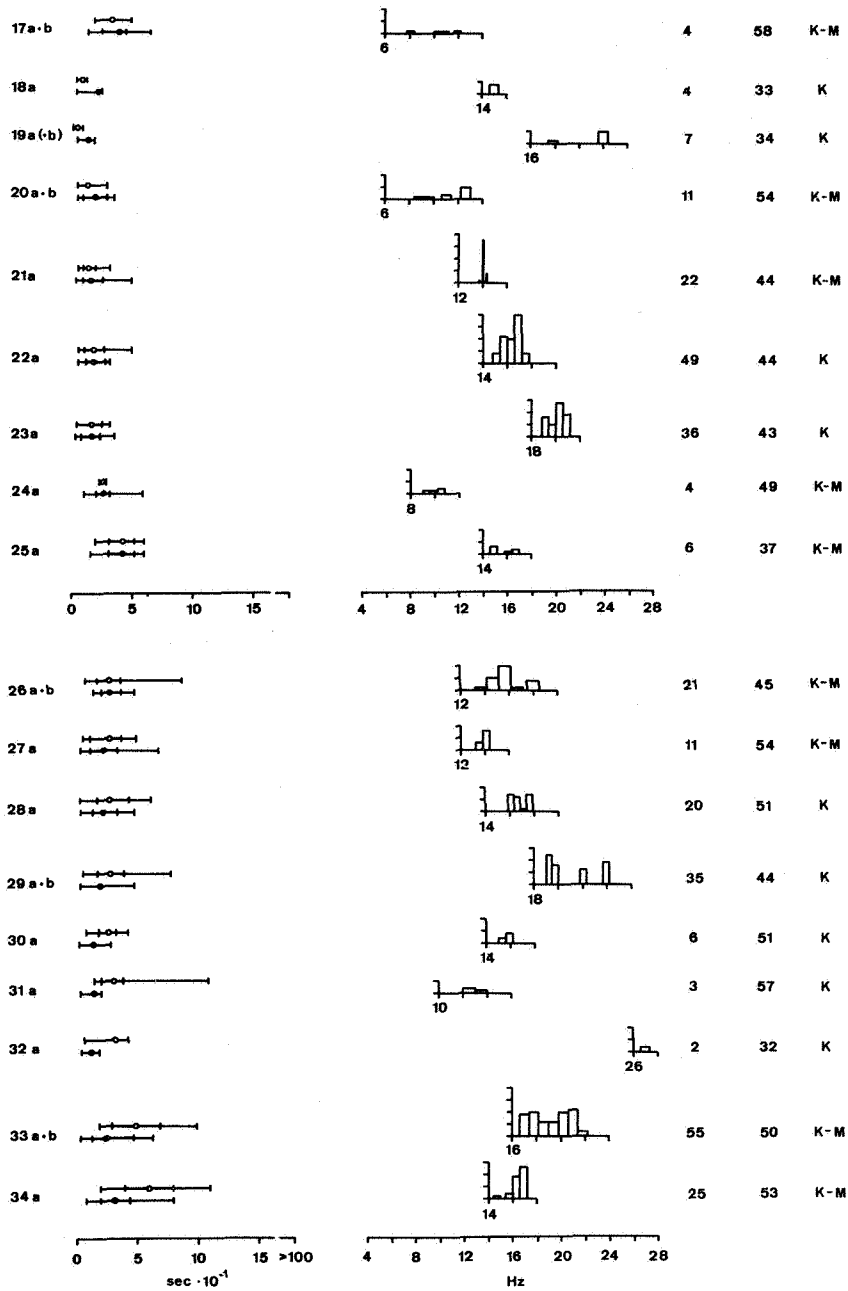 17a·b 6 4 58 K-M
18a 14 4 33 K
19a(·b) 16 7 34 K
20a·b 6 11 54 K-M
21a 12 22 44 K-M
22a 14 49 44 K
23a 18 36 43 K
24a 8 4 49 K-M
25a 14 6 37 K-M
0 5 10 15 4 8 12 16 20 24 28
26a·b 12 21 45 K-M
27a 12 11 54 K-M
28a 14 20 51 K
29a·b 18 35 44 K
30a 14 6 51 K
31a 10 3 57 K
32a 26 2 32 K
33a·b 16 55 50 K-M
34a 14 25 53 K-M
0 5 10 15 >100 4 8 12 16 20 24 28
sec·10⁻¹ Hz